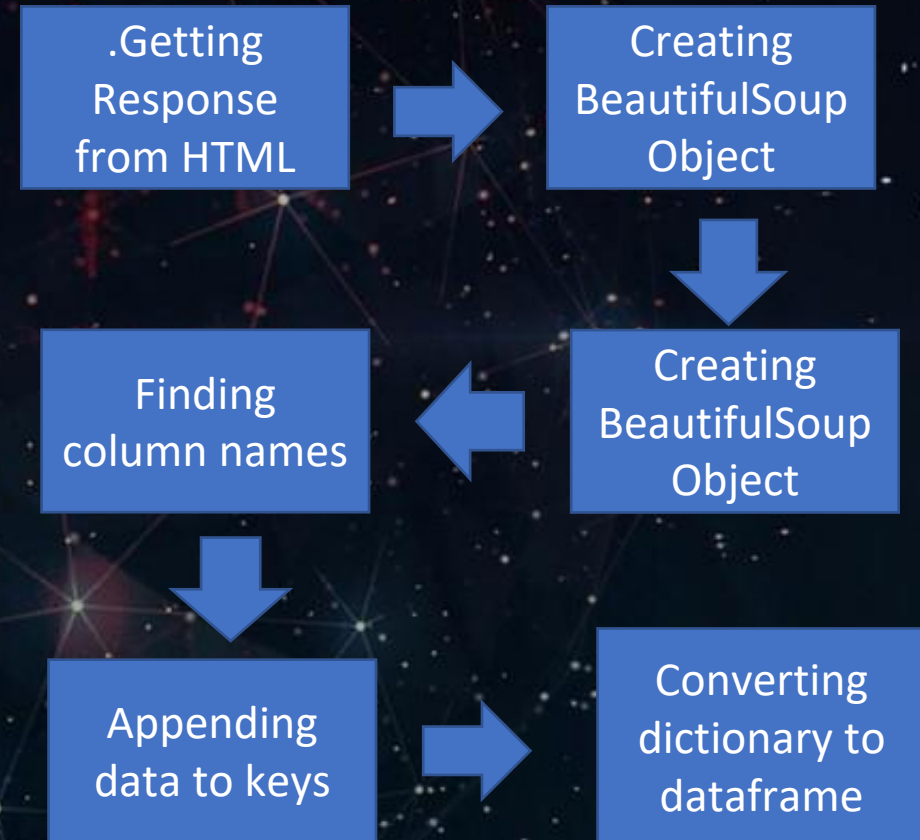 .Getting
Response
from HTML
Creating
BeautifulSoup
Object
Creating
BeautifulSoup
Object
Finding
column names
Appending
data to keys
Converting
dictionary to
dataframe